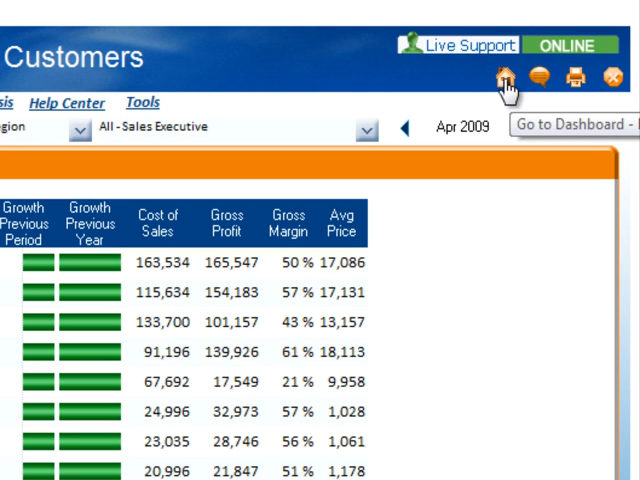 Customers
Live Support ONLINE
sis Help Center Tools
egion All - Sales Executive Apr 2009 Go to Dashboard -
Growth Previous Period
Growth Previous Year
Cost of Sales
Gross Profit
Gross Margin
Avg Price
163,534 165,547 50 % 17,086
115,634 154,183 57 % 17,131
133,700 101,157 43 % 13,157
91,196 139,926 61 % 18,113
67,692 17,549 21 % 9,958
24,996 32,973 57 % 1,028
23,035 28,746 56 % 1,061
20,996 21,847 51 % 1,178